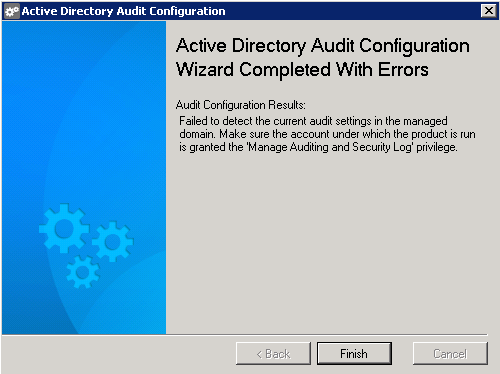 Active Directory Audit Configuration
Active Directory Audit Configuration
Wizard Completed With Errors
Audit Configuration Results:
Failed to detect the current audit settings in the managed
domain. Make sure the account under which the product is run
is granted the 'Manage Auditing and Security Log' privilege.
< Back
Finish
Cancel